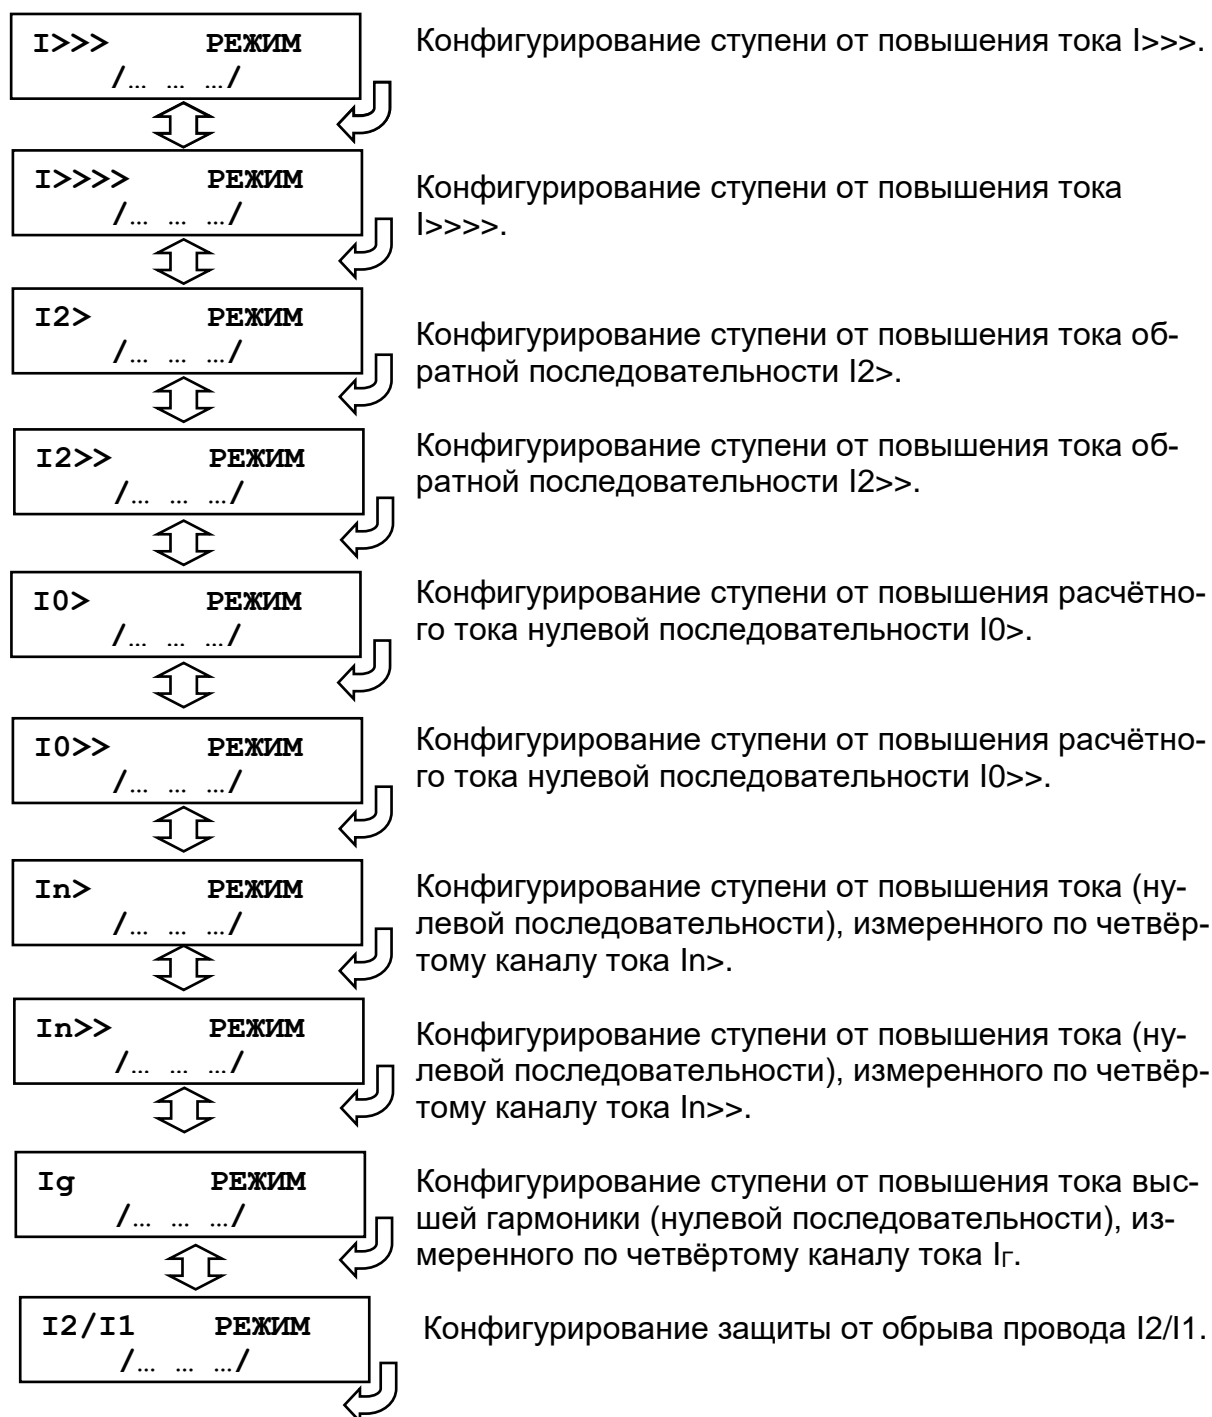 I>>> РЕЖИМ
/... ... .../
Конфигурирование ступени от повышения тока I>>>.
I>>>> РЕЖИМ
/... ... .../
Конфигурирование ступени от повышения тока
I>>>>.
I2> РЕЖИМ
/... ... .../
Конфигурирование ступени от повышения тока об-
ратной последовательности I2>.
I2>> РЕЖИМ
/... ... .../
Конфигурирование ступени от повышения тока об-
ратной последовательности I2>>.
I0> РЕЖИМ
/... ... .../
Конфигурирование ступени от повышения расчётно-
го тока нулевой последовательности I0>.
I0>> РЕЖИМ
/... ... .../
Конфигурирование ступени от повышения расчётно-
го тока нулевой последовательности I0>>.
In> РЕЖИМ
/... ... .../
Конфигурирование ступени от повышения тока (ну-
левой последовательности), измеренного по четвёр-
тому каналу тока In>.
In>> РЕЖИМ
/... ... .../
Конфигурирование ступени от повышения тока (ну-
левой последовательности), измеренного по четвёр-
тому каналу тока In>>.
Ig РЕЖИМ
/... ... .../
Конфигурирование ступени от повышения тока выс-
шей гармоники (нулевой последовательности), из-
меренного по четвёртому каналу тока Iг.
I2/I1 РЕЖИМ
/... ... .../
Конфигурирование защиты от обрыва провода I2/I1.